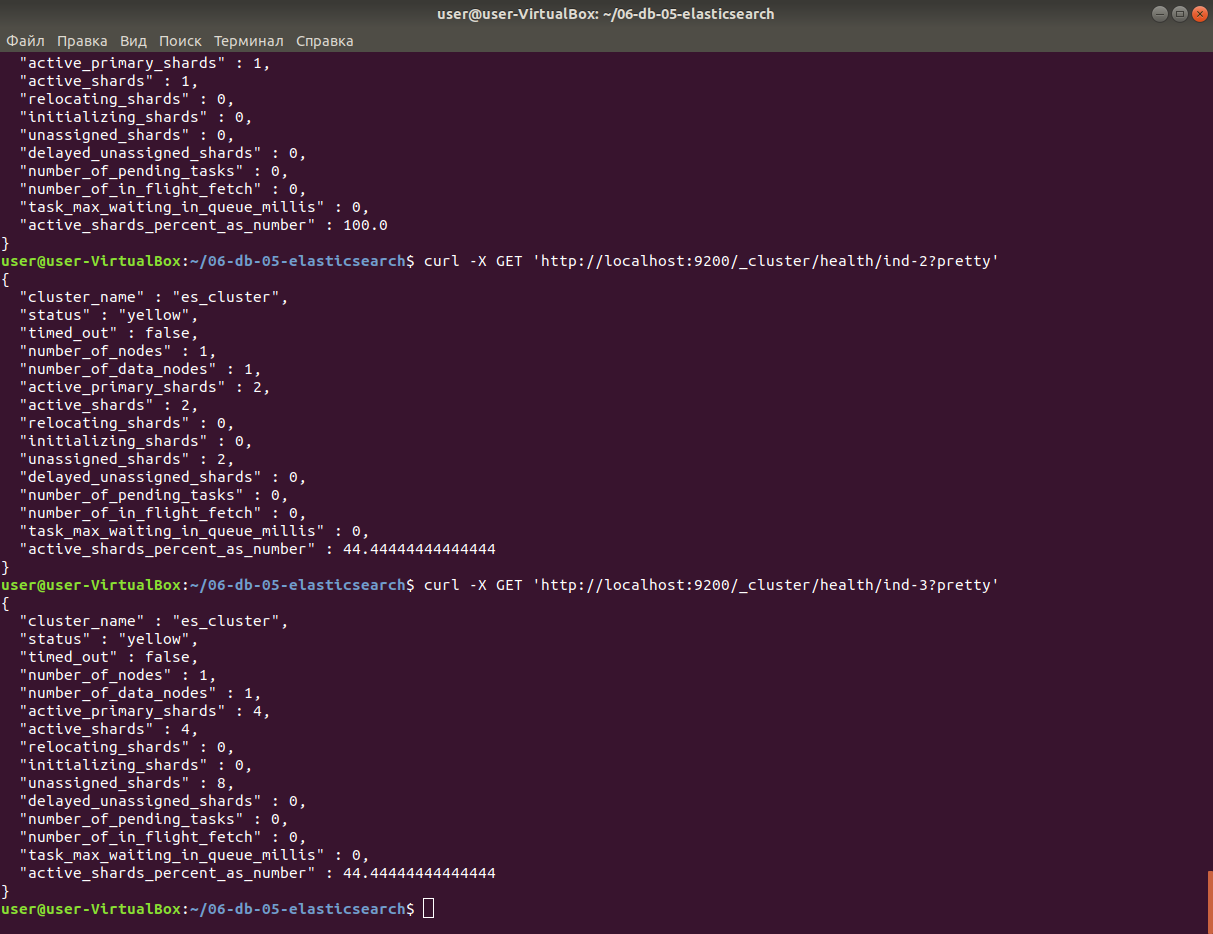 user@user-VirtualBox: ~/06-db-05-elasticsearch
Файл Правка Вид Поиск Терминал Справка
  "active_primary_shards" : 1,
  "active_shards" : 1,
  "relocating_shards" : 0,
  "initializing_shards" : 0,
  "unassigned_shards" : 0,
  "delayed_unassigned_shards" : 0,
  "number_of_pending_tasks" : 0,
  "number_of_in_flight_fetch" : 0,
  "task_max_waiting_in_queue_millis" : 0,
  "active_shards_percent_as_number" : 100.0
}
user@user-VirtualBox:~/06-db-05-elasticsearch$ curl -X GET 'http://localhost:9200/_cluster/health/ind-2?pretty'
{
  "cluster_name" : "es_cluster",
  "status" : "yellow",
  "timed_out" : false,
  "number_of_nodes" : 1,
  "number_of_data_nodes" : 1,
  "active_primary_shards" : 2,
  "active_shards" : 2,
  "relocating_shards" : 0,
  "initializing_shards" : 0,
  "unassigned_shards" : 2,
  "delayed_unassigned_shards" : 0,
  "number_of_pending_tasks" : 0,
  "number_of_in_flight_fetch" : 0,
  "task_max_waiting_in_queue_millis" : 0,
  "active_shards_percent_as_number" : 44.44444444444444
}
user@user-VirtualBox:~/06-db-05-elasticsearch$ curl -X GET 'http://localhost:9200/_cluster/health/ind-3?pretty'
{
  "cluster_name" : "es_cluster",
  "status" : "yellow",
  "timed_out" : false,
  "number_of_nodes" : 1,
  "number_of_data_nodes" : 1,
  "active_primary_shards" : 4,
  "active_shards" : 4,
  "relocating_shards" : 0,
  "initializing_shards" : 0,
  "unassigned_shards" : 8,
  "delayed_unassigned_shards" : 0,
  "number_of_pending_tasks" : 0,
  "number_of_in_flight_fetch" : 0,
  "task_max_waiting_in_queue_millis" : 0,
  "active_shards_percent_as_number" : 44.44444444444444
}
user@user-VirtualBox:~/06-db-05-elasticsearch$